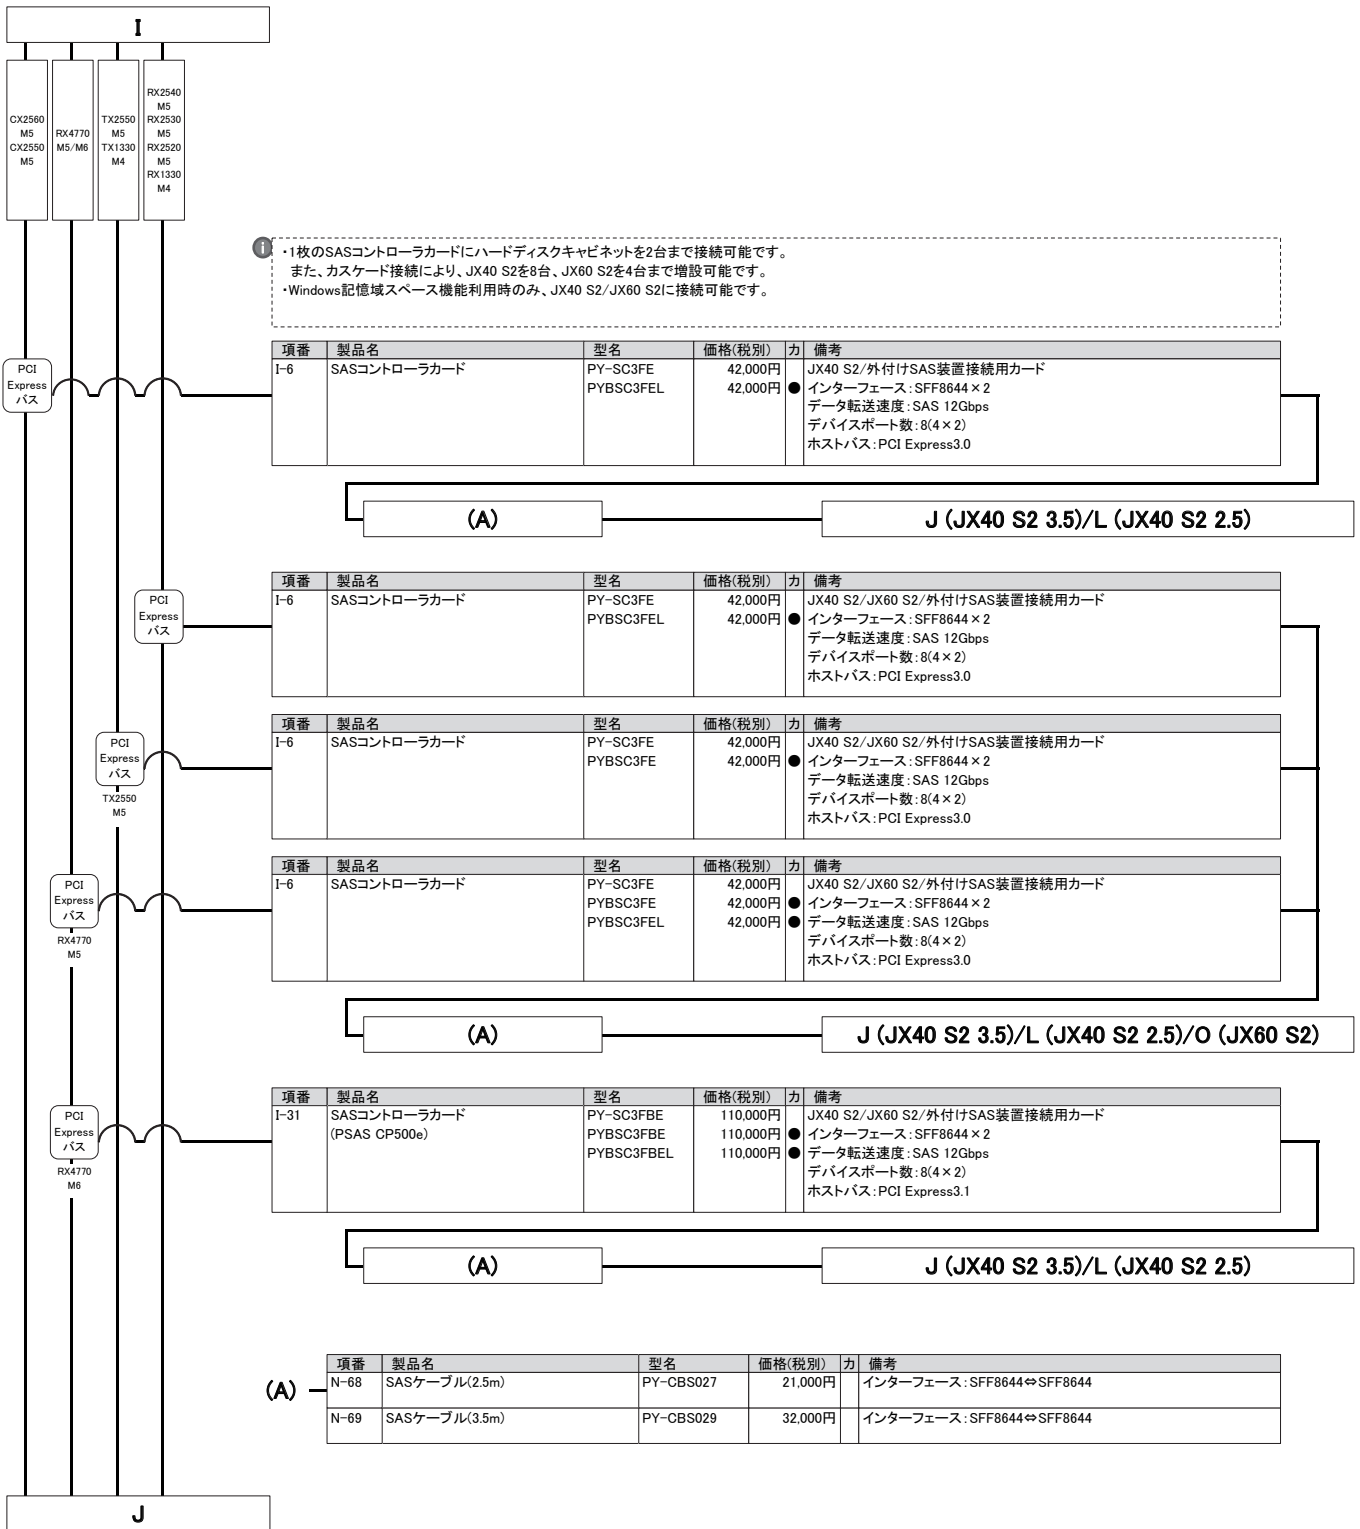 I
CX2560
M5
CX2550
M5
RX4770
M5/M6
TX2550
M5
TX1330
M4
RX2540
M5
RX2530
M5
RX2520
M5
RX1330
M4
i
・1枚のSASコントローラカードにハードディスクキャビネットを2台まで接続可能です。
また、カスケード接続により、JX40 S2を8台、JX60 S2を4台まで増設可能です。
・Windows記憶域スペース機能利用時のみ、JX40 S2/JX60 S2に接続可能です。
PCI
Express
バス
項番 製品名 型名 価格(税別) カ 備考
I-6 SASコントローラカード PY-SC3FE 42,000円 JX40 S2/外付けSAS装置接続用カード
PYBSC3FEL 42,000円 ● インターフェース:SFF8644×2
データ転送速度:SAS 12Gbps
デバイスポート数:8(4×2)
ホストバス:PCI Express3.0
(A) J (JX40 S2 3.5)/L (JX40 S2 2.5)
PCI
Express
バス
項番 製品名 型名 価格(税別) カ 備考
I-6 SASコントローラカード PY-SC3FE 42,000円 JX40 S2/JX60 S2/外付けSAS装置接続用カード
PYBSC3FEL 42,000円 ● インターフェース:SFF8644×2
データ転送速度:SAS 12Gbps
デバイスポート数:8(4×2)
ホストバス:PCI Express3.0
PCI
Express
バス
TX2550
M5
項番 製品名 型名 価格(税別) カ 備考
I-6 SASコントローラカード PY-SC3FE 42,000円 JX40 S2/JX60 S2/外付けSAS装置接続用カード
PYBSC3FE 42,000円 ● インターフェース:SFF8644×2
データ転送速度:SAS 12Gbps
デバイスポート数:8(4×2)
ホストバス:PCI Express3.0
PCI
Express
バス
RX4770
M5
項番 製品名 型名 価格(税別) カ 備考
I-6 SASコントローラカード PY-SC3FE 42,000円 JX40 S2/JX60 S2/外付けSAS装置接続用カード
PYBSC3FE 42,000円 ● インターフェース:SFF8644×2
PYBSC3FEL 42,000円 ● データ転送速度:SAS 12Gbps
デバイスポート数:8(4×2)
ホストバス:PCI Express3.0
(A) J (JX40 S2 3.5)/L (JX40 S2 2.5)/O (JX60 S2)
PCI
Express
バス
RX4770
M6
項番 製品名 型名 価格(税別) カ 備考
I-31 SASコントローラカード PY-SC3FBE 110,000円 JX40 S2/JX60 S2/外付けSAS装置接続用カード
(PSAS CP500e) PYBSC3FBE 110,000円 ● インターフェース:SFF8644×2
PYBSC3FBEL 110,000円 ● データ転送速度:SAS 12Gbps
デバイスポート数:8(4×2)
ホストバス:PCI Express3.1
(A) J (JX40 S2 3.5)/L (JX40 S2 2.5)
(A)
項番 製品名 型名 価格(税別) カ 備考
N-68 SASケーブル(2.5m) PY-CBS027 21,000円 インターフェース:SFF8644⇔SFF8644
N-69 SASケーブル(3.5m) PY-CBS029 32,000円 インターフェース:SFF8644⇔SFF8644
J